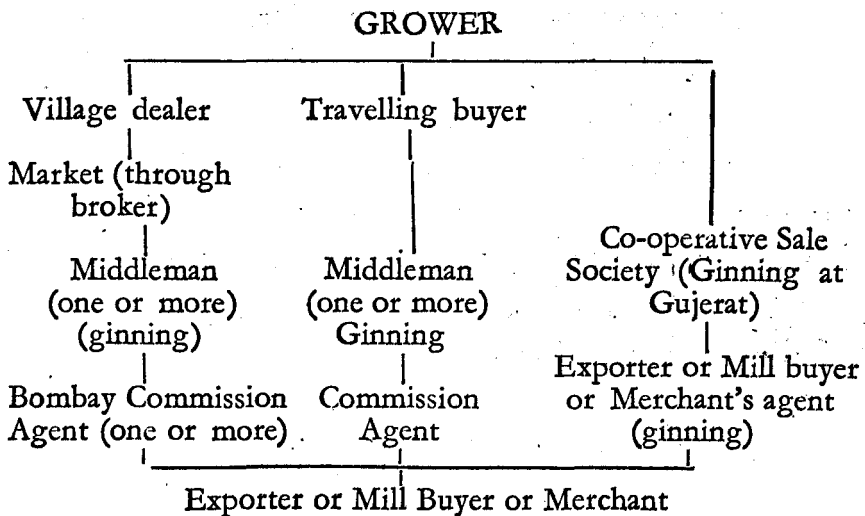 GROWER
Village dealer
Travelling buyer
Market (through
broker)
Middleman
(one or more)
(ginning)
Middleman
(one or more)
Ginning
Co-operative Sale
Society (Ginning at
Gujerat)
Bombay Commission
Agent (one or more)
Commission
Agent
Exporter or Mill buyer
or Merchant's agent
(ginning)
Exporter or Mill Buyer or Merchant